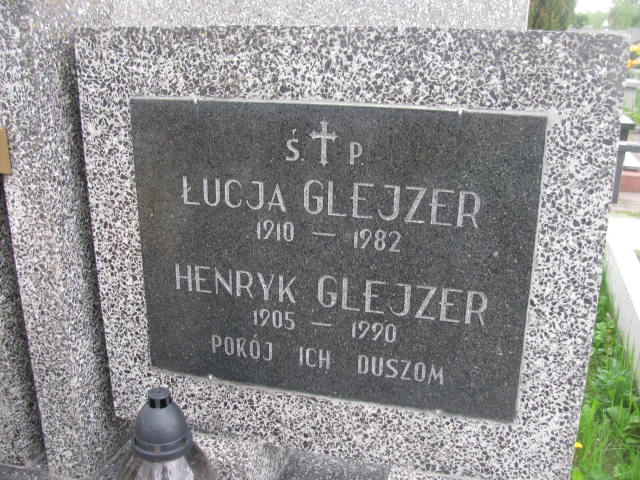 Ś. P.
ŁUCJA GLEJZER
1910 — 1982
HENRYK GLEJZER
1905 — 1990
POKÓJ ICH DUSZOM